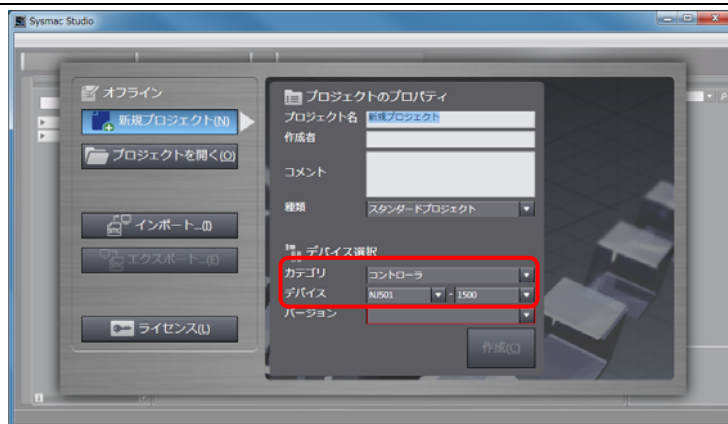 Sysmac Studio
オフライン
新規プロジェクト(N)
プロジェクトを開く(O)
インポート...(I)
エクスポート...(E)
ライセンス(L)
プロジェクトのプロパティ
プロジェクト名 新規プロジェクト
作成者
コメント
種類 スタンダードプロジェクト
デバイス選択
カテゴリ コントローラ
デバイス NJ501 - 1500
バージョン
作成(C)